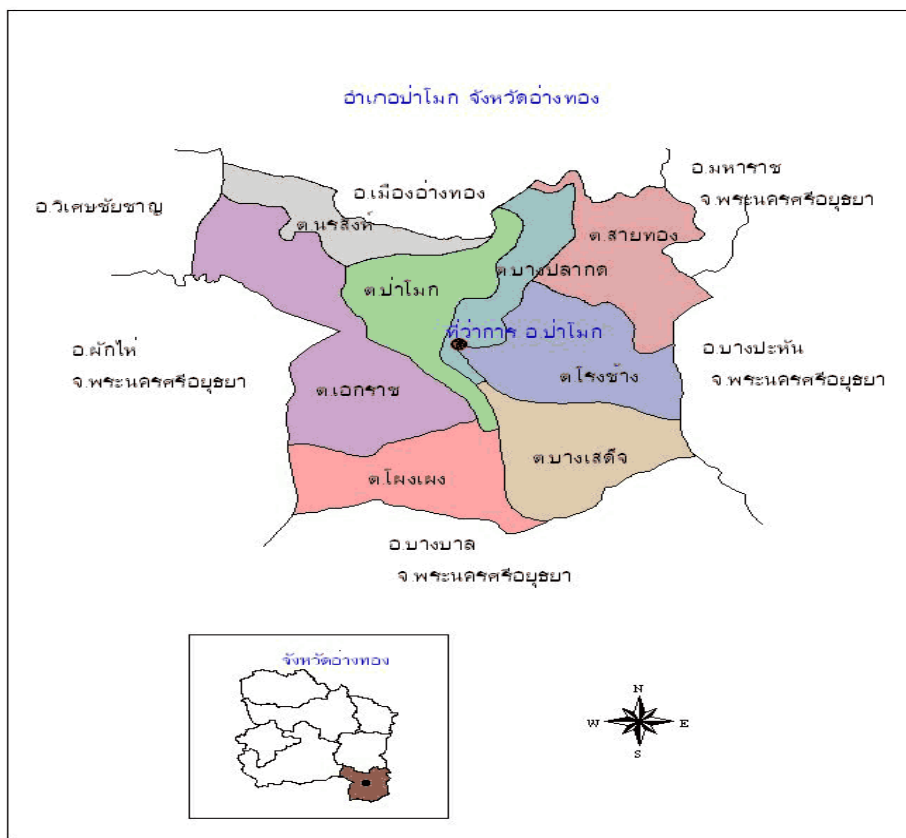 อำเภอป่าโมก จังหวัดอ่างทอง
อ.มหาราช
จ.พระนครศรีอยุธยา
อ.เมืองอ่างทอง
อ.วิเศษชัยชาญ
ต.นรสิงห์
ต.สายทอง
ต.บางปลากด
ต.ป่าโมก
ที่ว่าการ อ.ป่าโมก
อ.ผักไห่
จ.พระนครศรีอยุธยา
อ.บางปะหัน
จ.พระนครศรีอยุธยา
ต.โรงช้าง
ต.เอกราช
ต.บางเสด็จ
ต.โผงเผง
อ.บางบาล
จ.พระนครศรีอยุธยา
จังหวัดอ่างทอง
N
W E
S